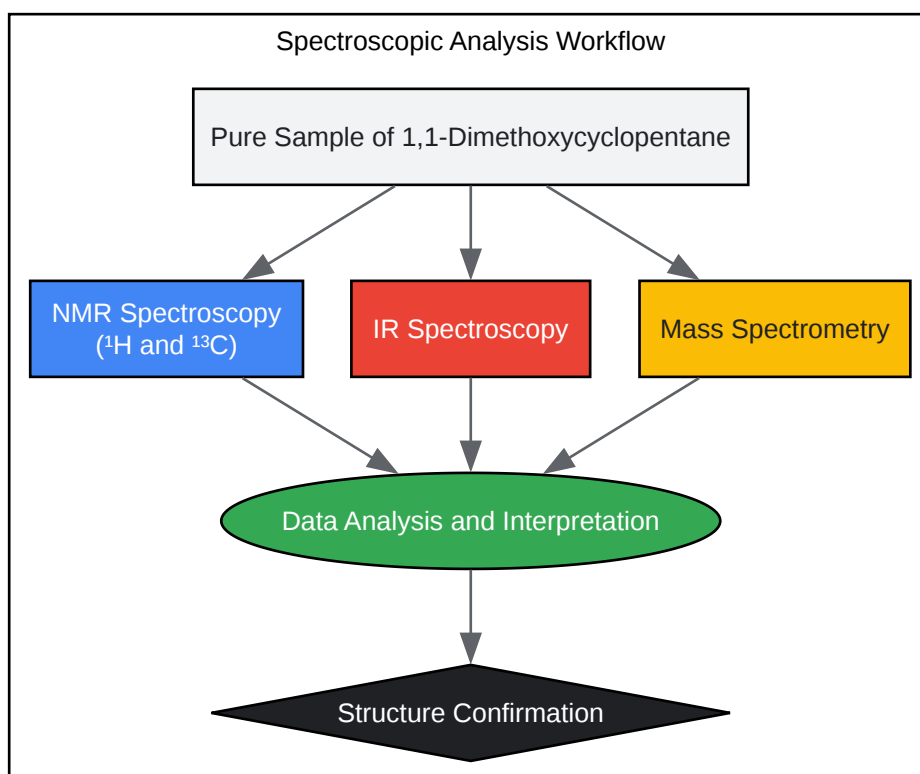 Spectroscopic Analysis Workflow
Pure Sample of 1,1-Dimethoxycyclopentane
NMR Spectroscopy
(¹H and ¹³C)
IR Spectroscopy
Mass Spectrometry
Data Analysis and Interpretation
Structure Confirmation